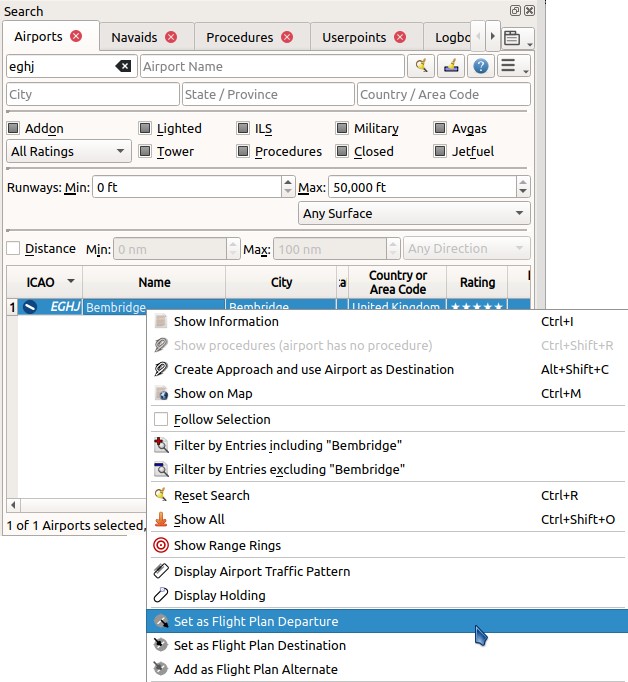 Search
Airports Navaids Procedures Userpoints Logbo
eghj Airport Name
City State / Province Country / Area Code
Addon Lighted ILS Military Avgas
All Ratings Tower Procedures Closed Jetfuel
Runways: Min: 0 ft Max: 50,000 ft
Any Surface
Distance Min: 0 nm Max: 100 nm Any Direction
ICAO Name City Country or Area Code Rating
1 EGHJ Bembridge Bembridge United Kingdom ★★★★★
Show Information Ctrl+I
Show procedures (airport has no procedure) Ctrl+Shift+R
Create Approach and use Airport as Destination Alt+Shift+C
Show on Map Ctrl+M
Follow Selection
Filter by Entries including "Bembridge"
Filter by Entries excluding "Bembridge"
Reset Search Ctrl+R
Show All Ctrl+Shift+O
1 of 1 Airports selected,
Show Range Rings
Display Airport Traffic Pattern
Display Holding
Set as Flight Plan Departure
Set as Flight Plan Destination
Add as Flight Plan Alternate